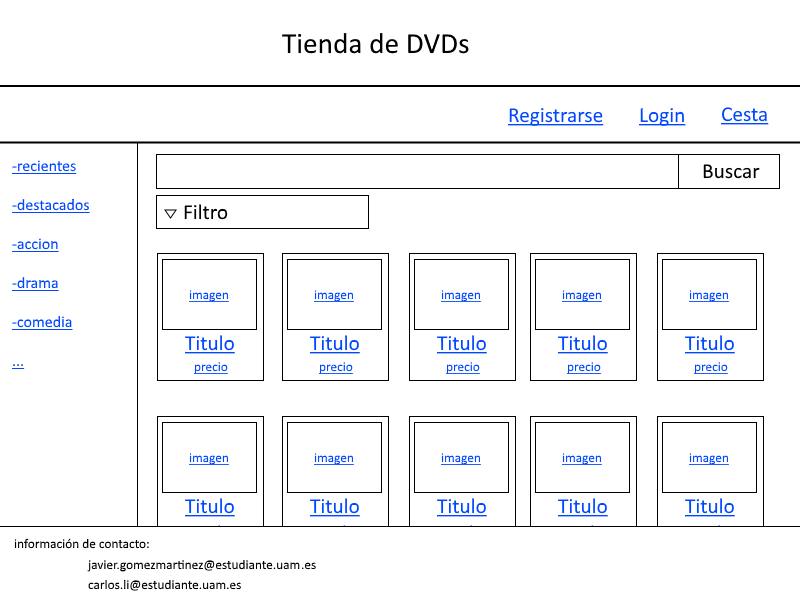 Tienda de DVDs
Registrarse Login Cesta
-recientes
-destacados
-accion
-drama
-comedia
...
Buscar
Filtro
imagen imagen imagen imagen imagen
Titulo Titulo Titulo Titulo Titulo
precio precio precio precio precio
imagen imagen imagen imagen imagen
Titulo Titulo Titulo Titulo Titulo
información de contacto:
javier.gomezmartinez@estudiante.uam.es
carlos.li@estudiante.uam.es